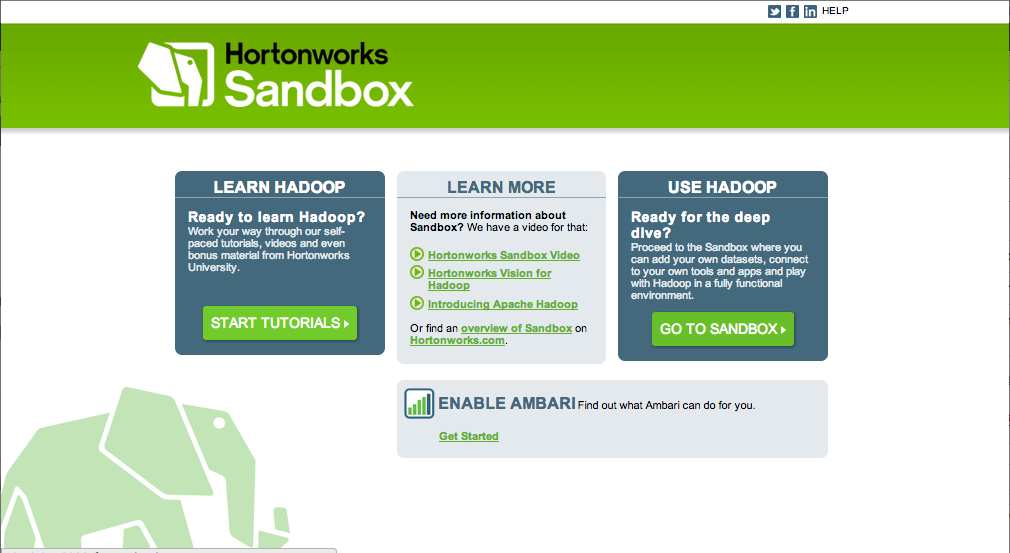 HELP
Hortonworks
Sandbox
LEARN HADOOP
Ready to learn Hadoop?
Work your way through our self-
paced tutorials, videos and even
bonus material from Hortonworks
University.
START TUTORIALS
LEARN MORE
Need more information about
Sandbox? We have a video for that:
Hortonworks Sandbox Video
Hortonworks Vision for
Hadoop
Introducing Apache Hadoop
Or find an overview of Sandbox on
Hortonworks.com.
USE HADOOP
Ready for the deep
dive?
Proceed to the Sandbox where you
can add your own datasets, connect
to your own tools and apps and play
with Hadoop in a fully functional
environment.
GO TO SANDBOX
ENABLE AMBARI Find out what Ambari can do for you.
Get Started